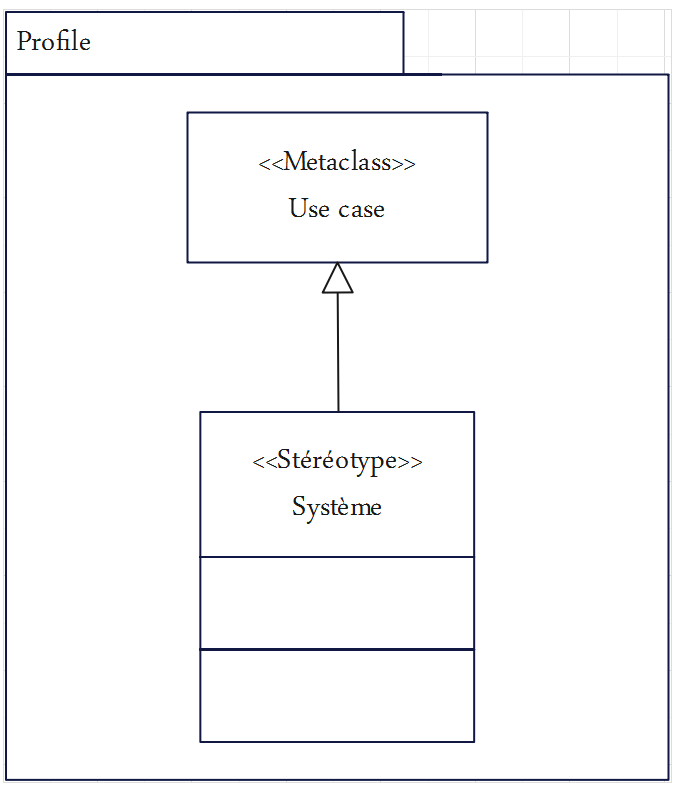 Profile
<<Metaclass>>
Use case
<<Stéréotype>>
Système